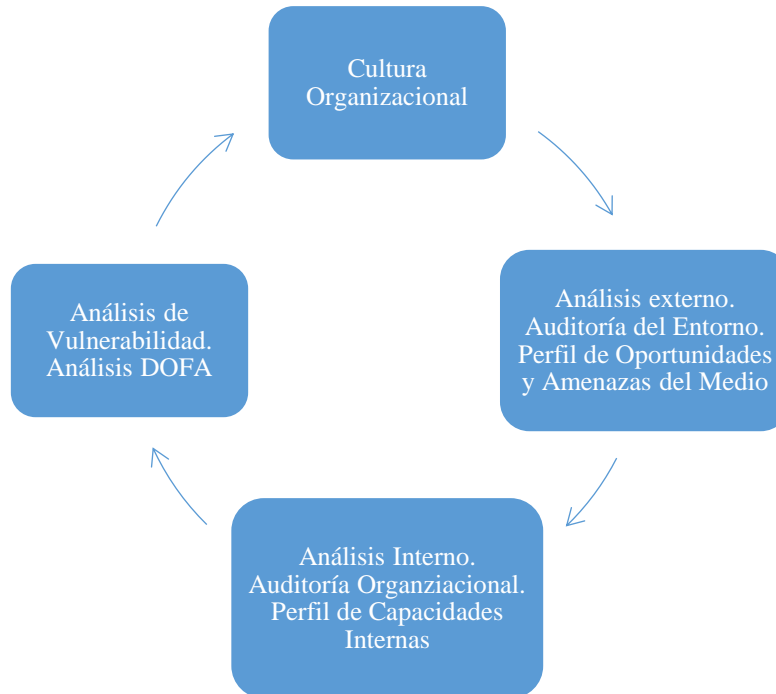 Cultura
Organizacional
Análisis externo.
Auditoría del Entorno.
Perfil de Oportunidades
y Amenazas del Medio
Análisis Interno.
Auditoría Organziacional.
Perfil de Capacidades
Internas
Análisis de
Vulnerabilidad.
Análisis DOFA